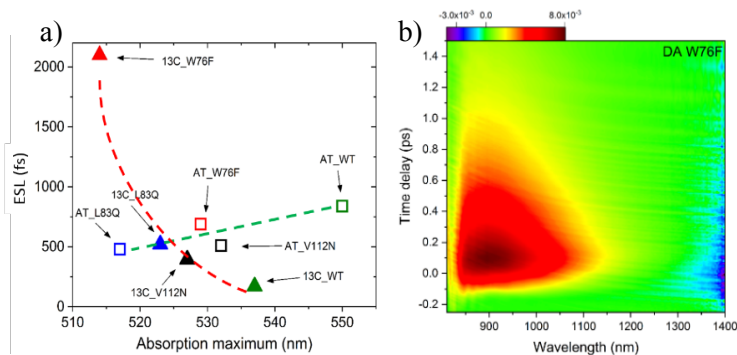 a)
ESL (fs)
2000
1500
1000
500
0
13C_W76F
AT_WT
AT_W76F
13C_L83Q
AT_L83Q
AT_V112N
13C_V112N
13C_WT
510 520 530 540 550
Absorption maximum (nm)
b)
-3.0x10⁻³ 0.0 8.0x10⁻³
DA W76F
Time delay (ps)
1.4
1.2
1.0
0.8
0.6
0.4
0.2
0.0
-0.2
900 1000 1100 1200 1300 1400
Wavelength (nm)